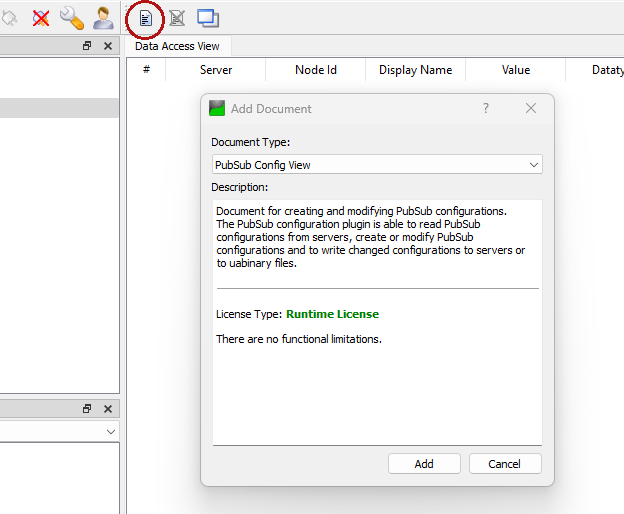 Data Access View
# Server Node Id Display Name Value Dataty
Add Document
Document Type:
PubSub Config View
Description:
Document for creating and modifying PubSub configurations.
The PubSub configuration plugin is able to read PubSub
configurations from servers, create or modify PubSub
configurations and to write changed configurations to servers or
to uabinary files.
License Type: Runtime License
There are no functional limitations.
Add Cancel